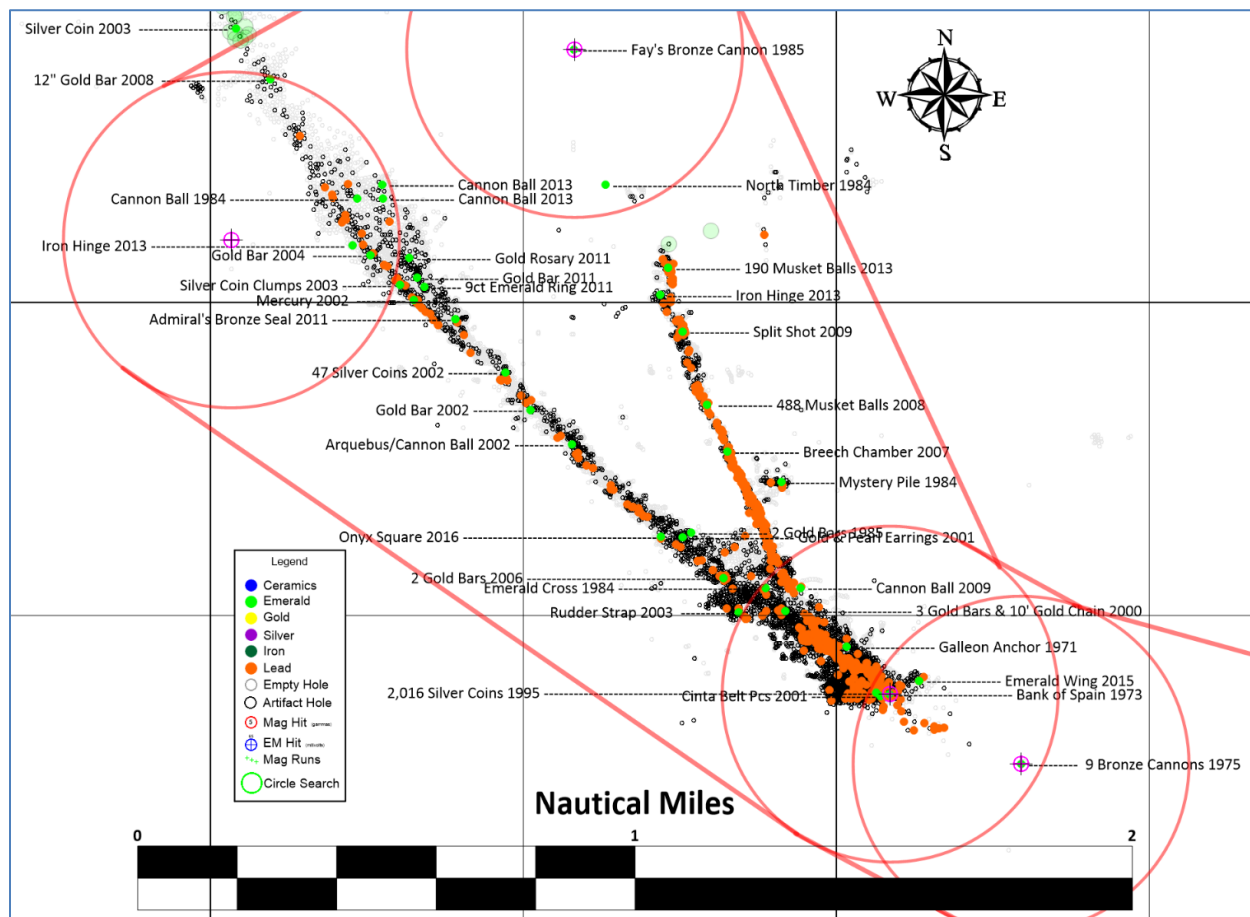 Silver Coin 2003
Fay's Bronze Cannon 1985
N
12" Gold Bar 2008
W
E
S
Cannon Ball 2013
North Timber 1984
Cannon Ball 1984
Cannon Ball 2013
Iron Hinge 2013
Gold Bar 2004
Gold Rosary 2011
190 Musket Balls 2013
Gold Bar 2011
Silver Coin Clumps 2003
9ct Emerald Ring 2011
Iron Hinge 2013
Mercury 2002
Admiral's Bronze Seal 2011
Split Shot 2009
47 Silver Coins 2002
Gold Bar 2002
488 Musket Balls 2008
Arquebus/Cannon Ball 2002
Breech Chamber 2007
Mystery Pile 1984
2 Gold Bars 1985
Onyx Square 2016
Gold & Pearl Earrings 2001
2 Gold Bars 2006
Emerald Cross 1984
Cannon Ball 2009
Rudder Strap 2003
3 Gold Bars & 10' Gold Chain 2000
Galleon Anchor 1971
Emerald Wing 2015
2,016 Silver Coins 1995
Cinta Belt Pcs 2001
Bank of Spain 1973
9 Bronze Cannons 1975
Legend
Ceramics
Emerald
Gold
Silver
Iron
Lead
Empty Hole
Artifact Hole
Mag Hit (gammas)
EM Hit
Mag Runs
Circle Search
Nautical Miles
0
1
2